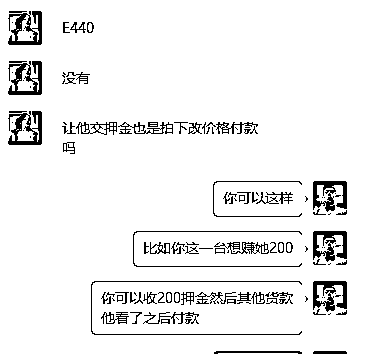 E440
没有
让他交押金也是拍下改价格付款
吗
你可以这样
比如你这一台想赚她200
你可以收200押金然后其他货款
他看了之后付款